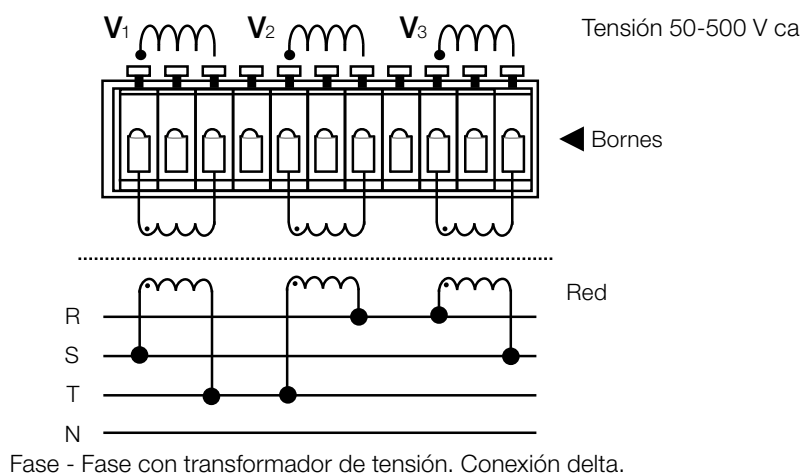 V1 V2 V3 Tensión 50-500 V ca
Bornes
Red
R
S
T
N
Fase - Fase con transformador de tensión. Conexión delta.